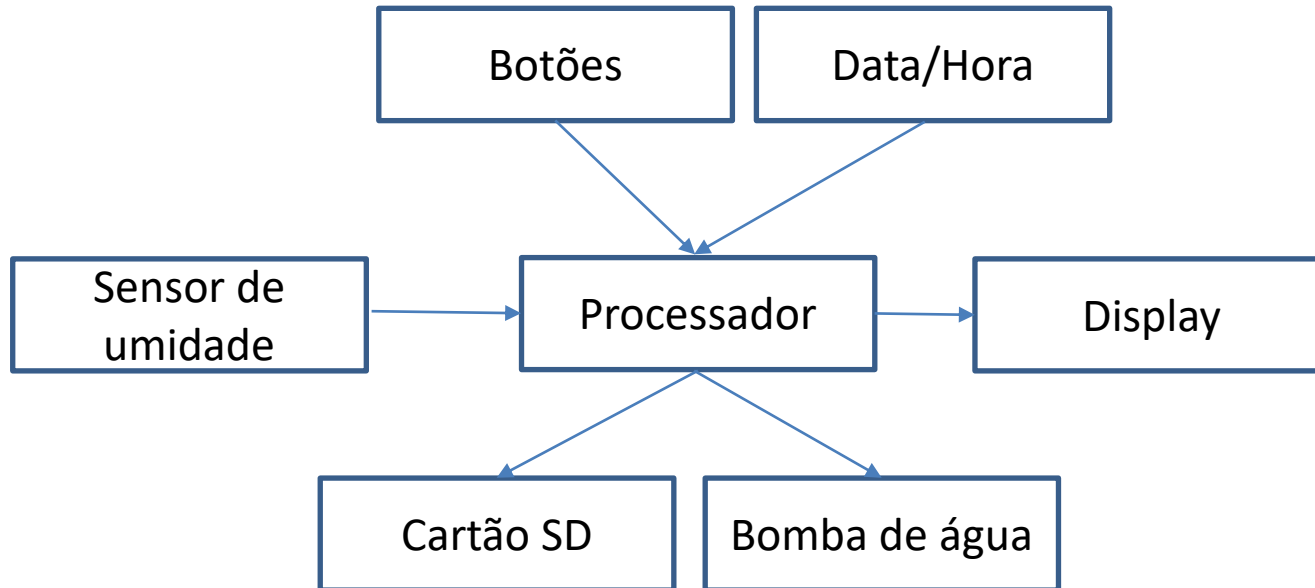 Botões
Data/Hora
Sensor de
umidade
Processador
Display
Cartão SD
Bomba de água